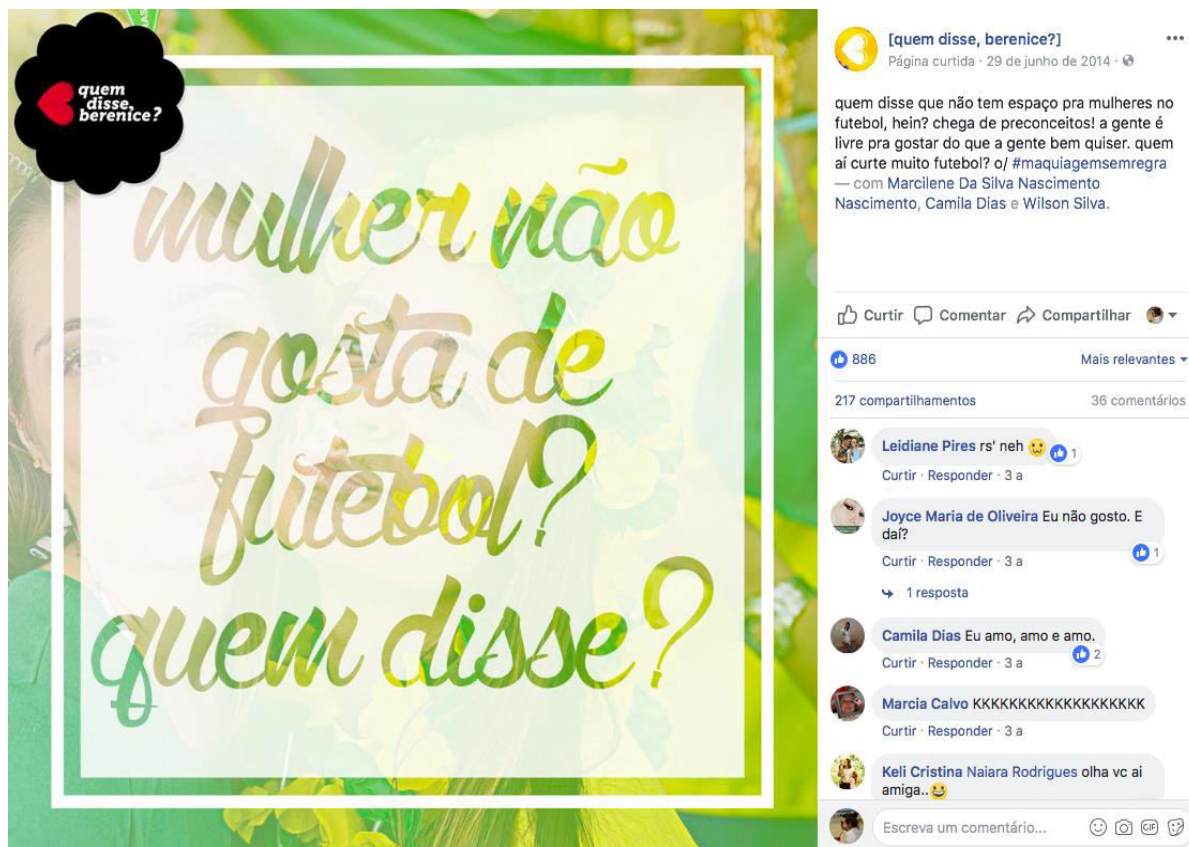 quem
disse,
berenice?
mulher não
gosta de
futebol?
quem disse?
[quem disse, berenice?]
Página curtida · 29 de junho de 2014 ·
quem disse que não tem espaço pra mulheres no
futebol, hein? chega de preconceitos! a gente é
livre pra gostar do que a gente bem quiser. quem
aí curte muito futebol? o/ #maquiagemsemregra
— com Marcilene Da Silva Nascimento
Nascimento, Camila Dias e Wilson Silva.
Curtir Comentar Compartilhar
886 Mais relevantes
217 compartilhamentos 36 comentários
Leidiane Pires rs' neh 1
Curtir · Responder · 3 a
Joyce Maria de Oliveira Eu não gosto. E
daí?
1
Curtir · Responder · 3 a
1 resposta
Camila Dias Eu amo, amo e amo.
2
Curtir · Responder · 3 a
Marcia Calvo KKKKKKKKKKKKKKKKKKK
Curtir · Responder · 3 a
Keli Cristina Naiara Rodrigues olha vc ai
amiga..
Escreva um comentário... GIF